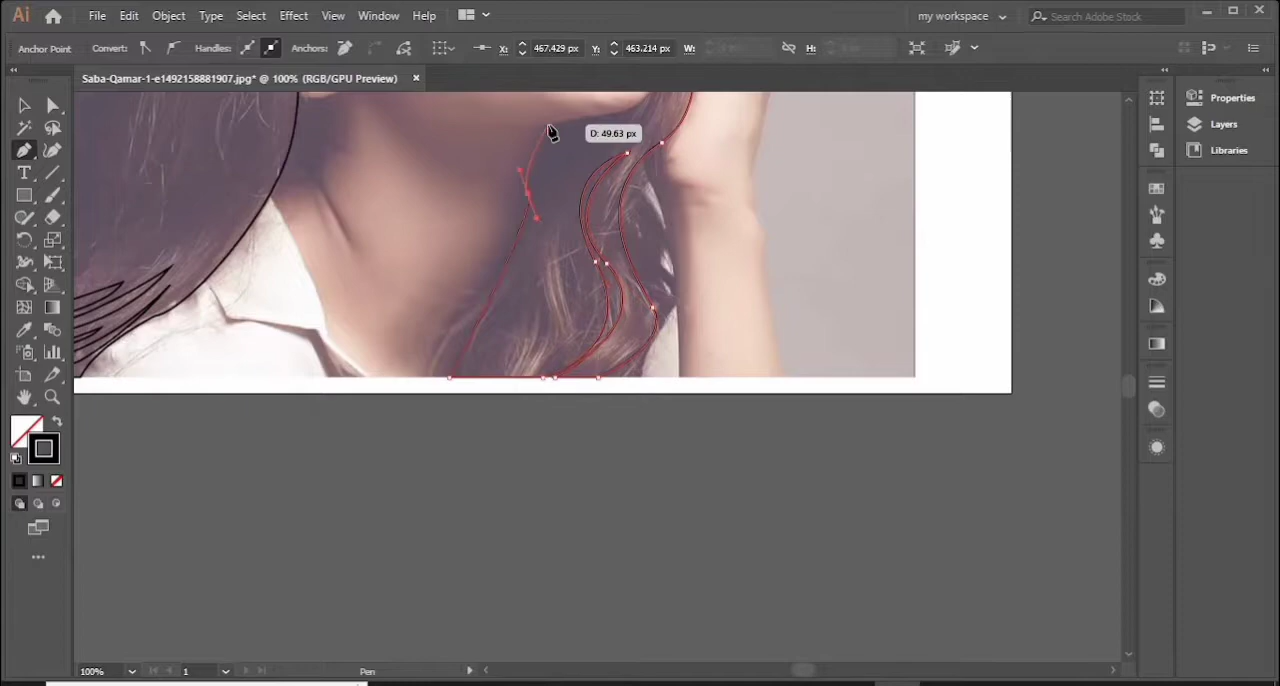 Ai File Edit Object Type Select Effect View Window Help my workspace Search Adobe Stock
Anchor Point Convert: Handles: Anchors: X: 467.429 px Y: 463.214 px W: H:
Saba-Qamar-1-e1492158881907.jpg* @ 100% (RGB/GPU Preview) ×
Properties
Layers
Libraries
D: 49.63 px
100% 1 Pen